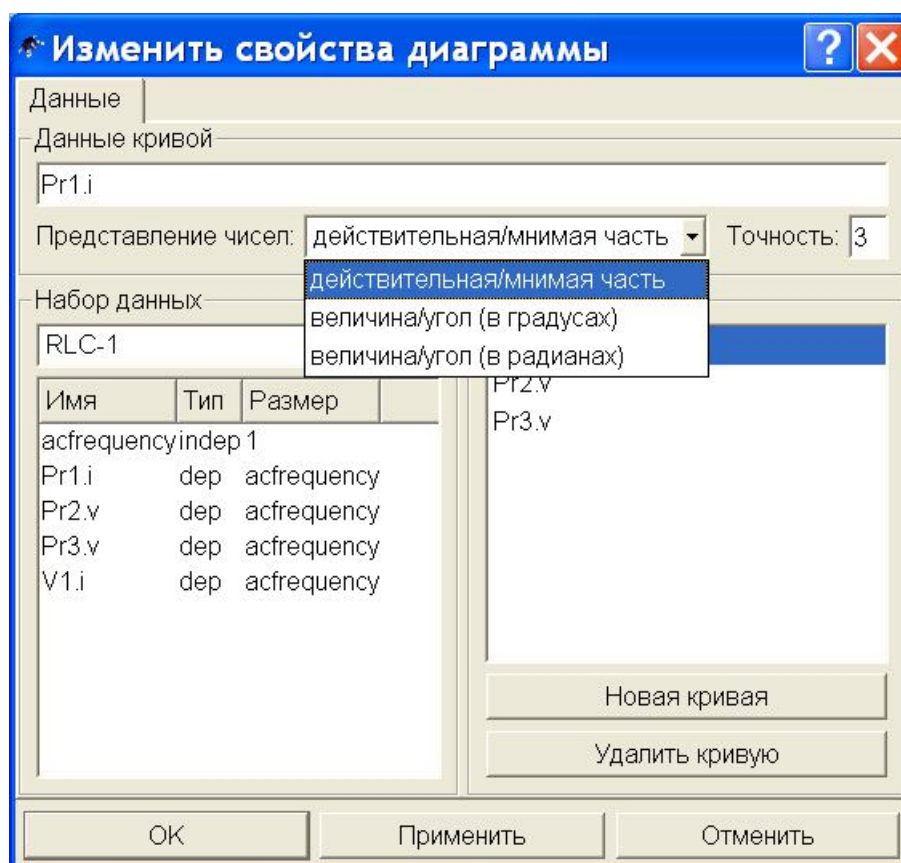 Изменить свойства диаграммы
Данные
Данные кривой
Pr1.i
Представление чисел: действительная/мнимая часть Точность: 3
действительная/мнимая часть
величина/угол (в градусах)
величина/угол (в радианах)
Набор данных
RLC-1
Имя Тип Размер
acfrequency indep 1
Pr1.i dep acfrequency
Pr2.v dep acfrequency
Pr3.v dep acfrequency
V1.i dep acfrequency
Pr2.v
Pr3.v
Новая кривая
Удалить кривую
OK Применить Отменить